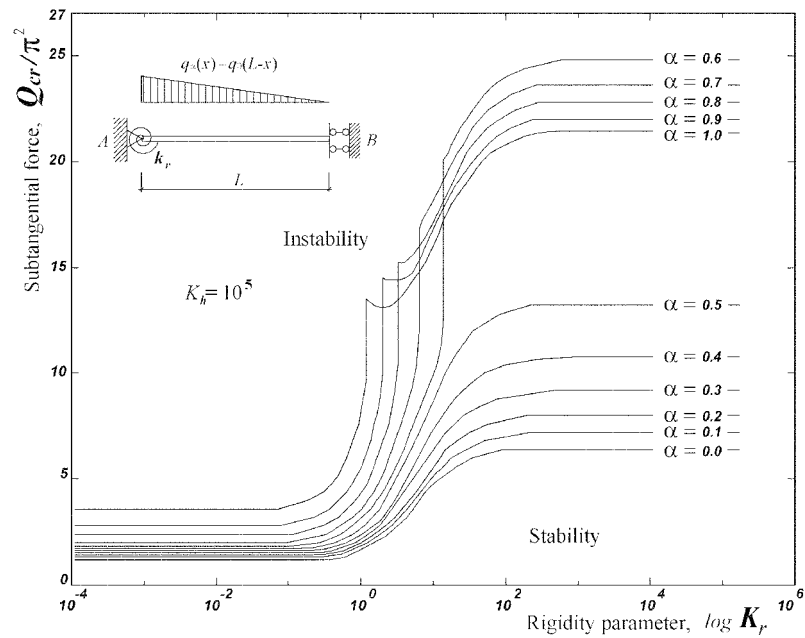 27
25
20
15
10
5
0
Subtangential force, Q_cr/π²
A
k_r
B
L
Instability
K_h = 10⁵
Stability
α = 0.6
α = 0.7
α = 0.8
α = 0.9
α = 1.0
α = 0.5
α = 0.4
α = 0.3
α = 0.2
α = 0.1
α = 0.0
10⁻⁴
10⁻²
10⁰
10¹
10²
10⁴
10⁶
Rigidity parameter, log K_r